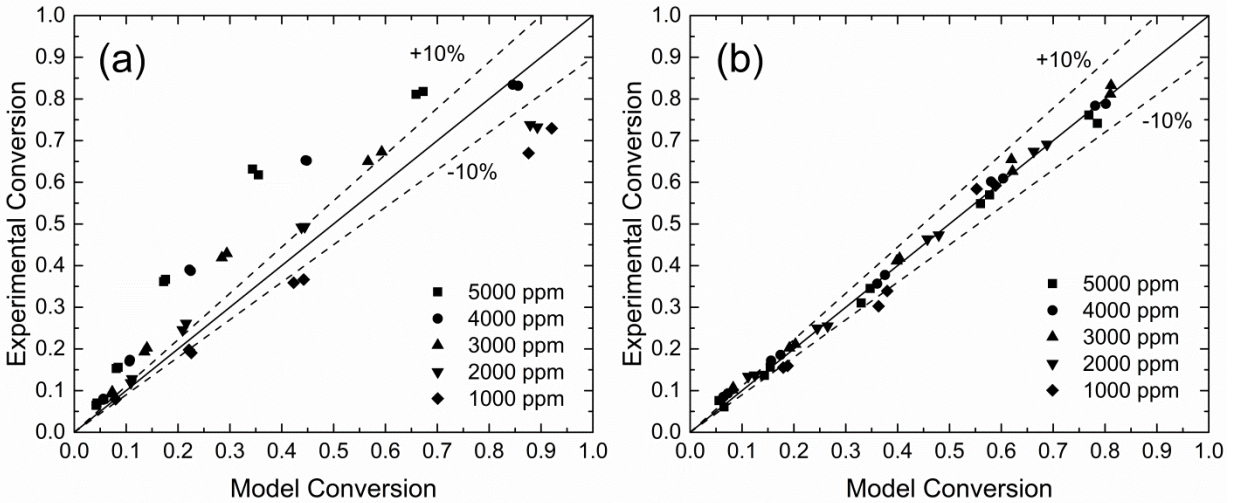 (a)
+10%
-10%
Experimental Conversion
1.0
0.9
0.8
0.7
0.6
0.5
0.4
0.3
0.2
0.1
0.0
5000 ppm
4000 ppm
3000 ppm
2000 ppm
1000 ppm
0.0 0.1 0.2 0.3 0.4 0.5 0.6 0.7 0.8 0.9 1.0
Model Conversion
(b)
+10%
-10%
Experimental Conversion
1.0
0.9
0.8
0.7
0.6
0.5
0.4
0.3
0.2
0.1
0.0
5000 ppm
4000 ppm
3000 ppm
2000 ppm
1000 ppm
0.0 0.1 0.2 0.3 0.4 0.5 0.6 0.7 0.8 0.9 1.0
Model Conversion